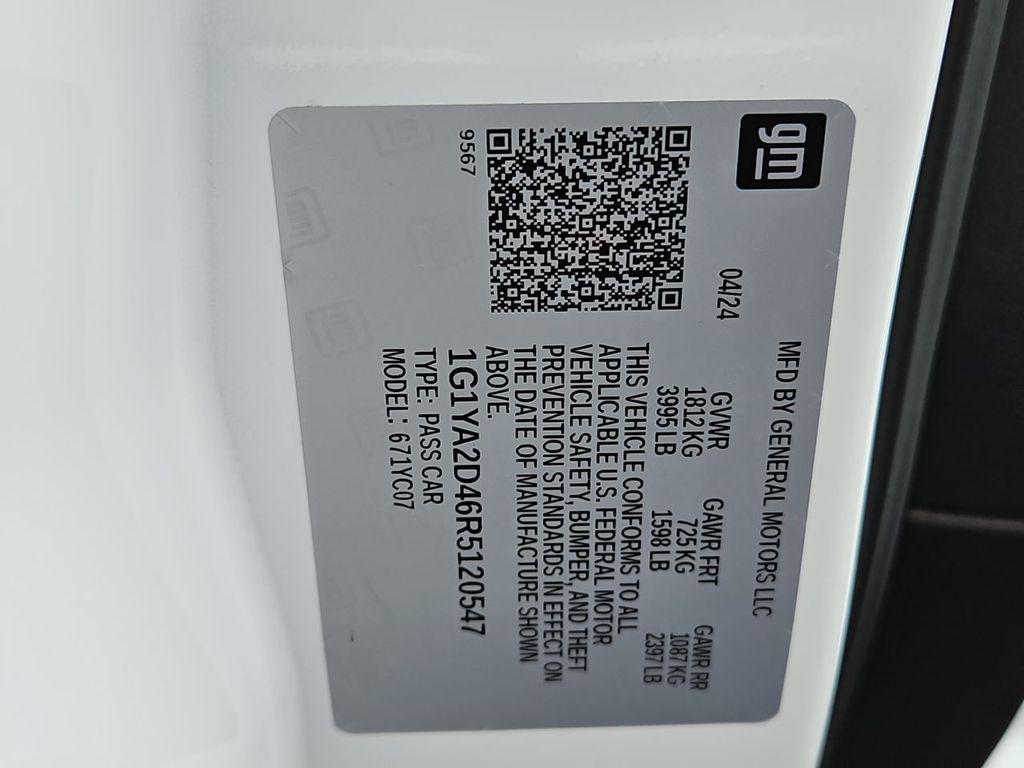 gm
MFD BY GENERAL MOTORS LLC
04/24
GVWR
1812 KG
3995 LB
GAWR FRT
725 KG
1598 LB
GAWR RR
1087 KG
2397 LB
THIS VEHICLE CONFORMS TO ALL
APPLICABLE U.S. FEDERAL MOTOR
VEHICLE SAFETY, BUMPER, AND THEFT
PREVENTION STANDARDS IN EFFECT ON
THE DATE OF MANUFACTURE SHOWN
ABOVE.
1G1YA2D46R5120547
TYPE: PASS CAR
MODEL: 671YC07
9567